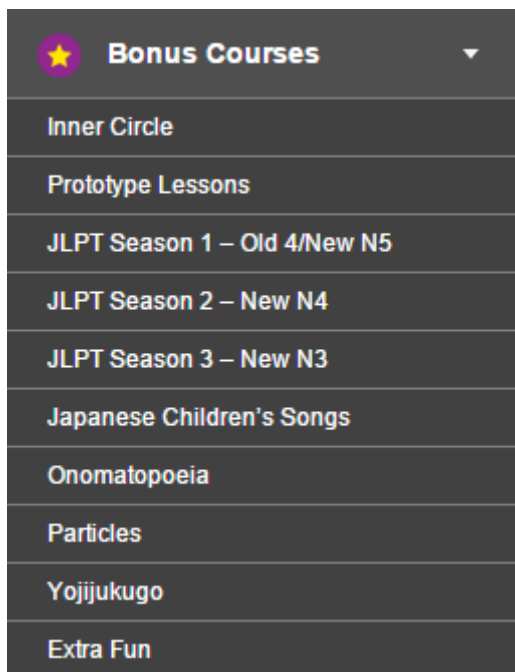 Bonus Courses
Inner Circle
Prototype Lessons
JLPT Season 1 – Old 4/New N5
JLPT Season 2 – New N4
JLPT Season 3 – New N3
Japanese Children’s Songs
Onomatopoeia
Particles
Yojijukugo
Extra Fun